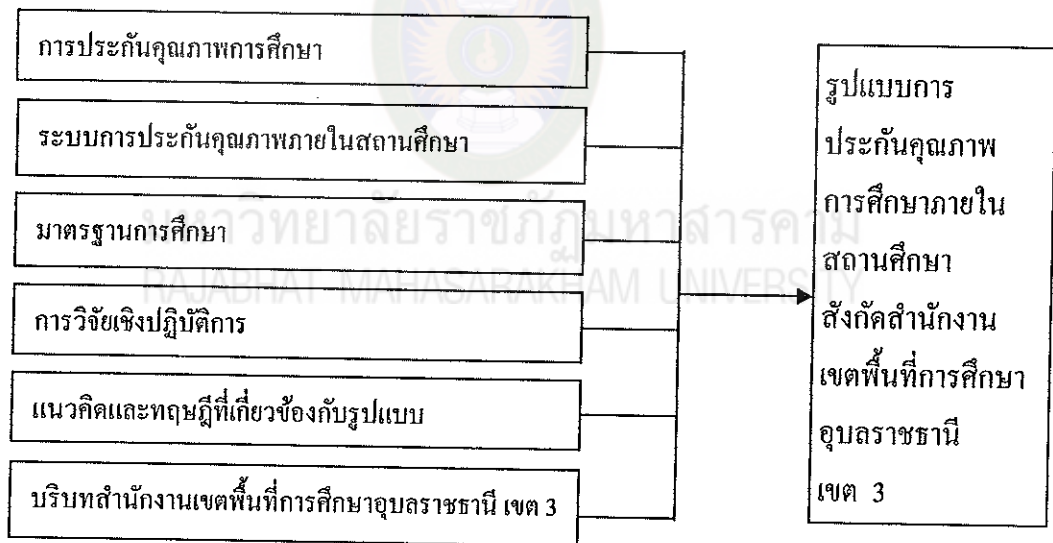 การประกันคุณภาพการศึกษา
ระบบการประกันคุณภาพภายในสถานศึกษา
มาตรฐานการศึกษา
การวิจัยเชิงปฏิบัติการ
แนวคิดและทฤษฎีที่เกี่ยวข้องกับรูปแบบ
บริบทสำนักงานเขตพื้นที่การศึกษาอุบลราชธานี เขต 3
รูปแบบการ
ประกันคุณภาพ
การศึกษาภายใน
สถานศึกษา
สังกัดสำนักงาน
เขตพื้นที่การศึกษา
อุบลราชธานี
เขต 3
มหาวิทยาลัยราชภัฏมหาสารคาม
RAJABHAT MAHASARAKHAM UNIVERSITY